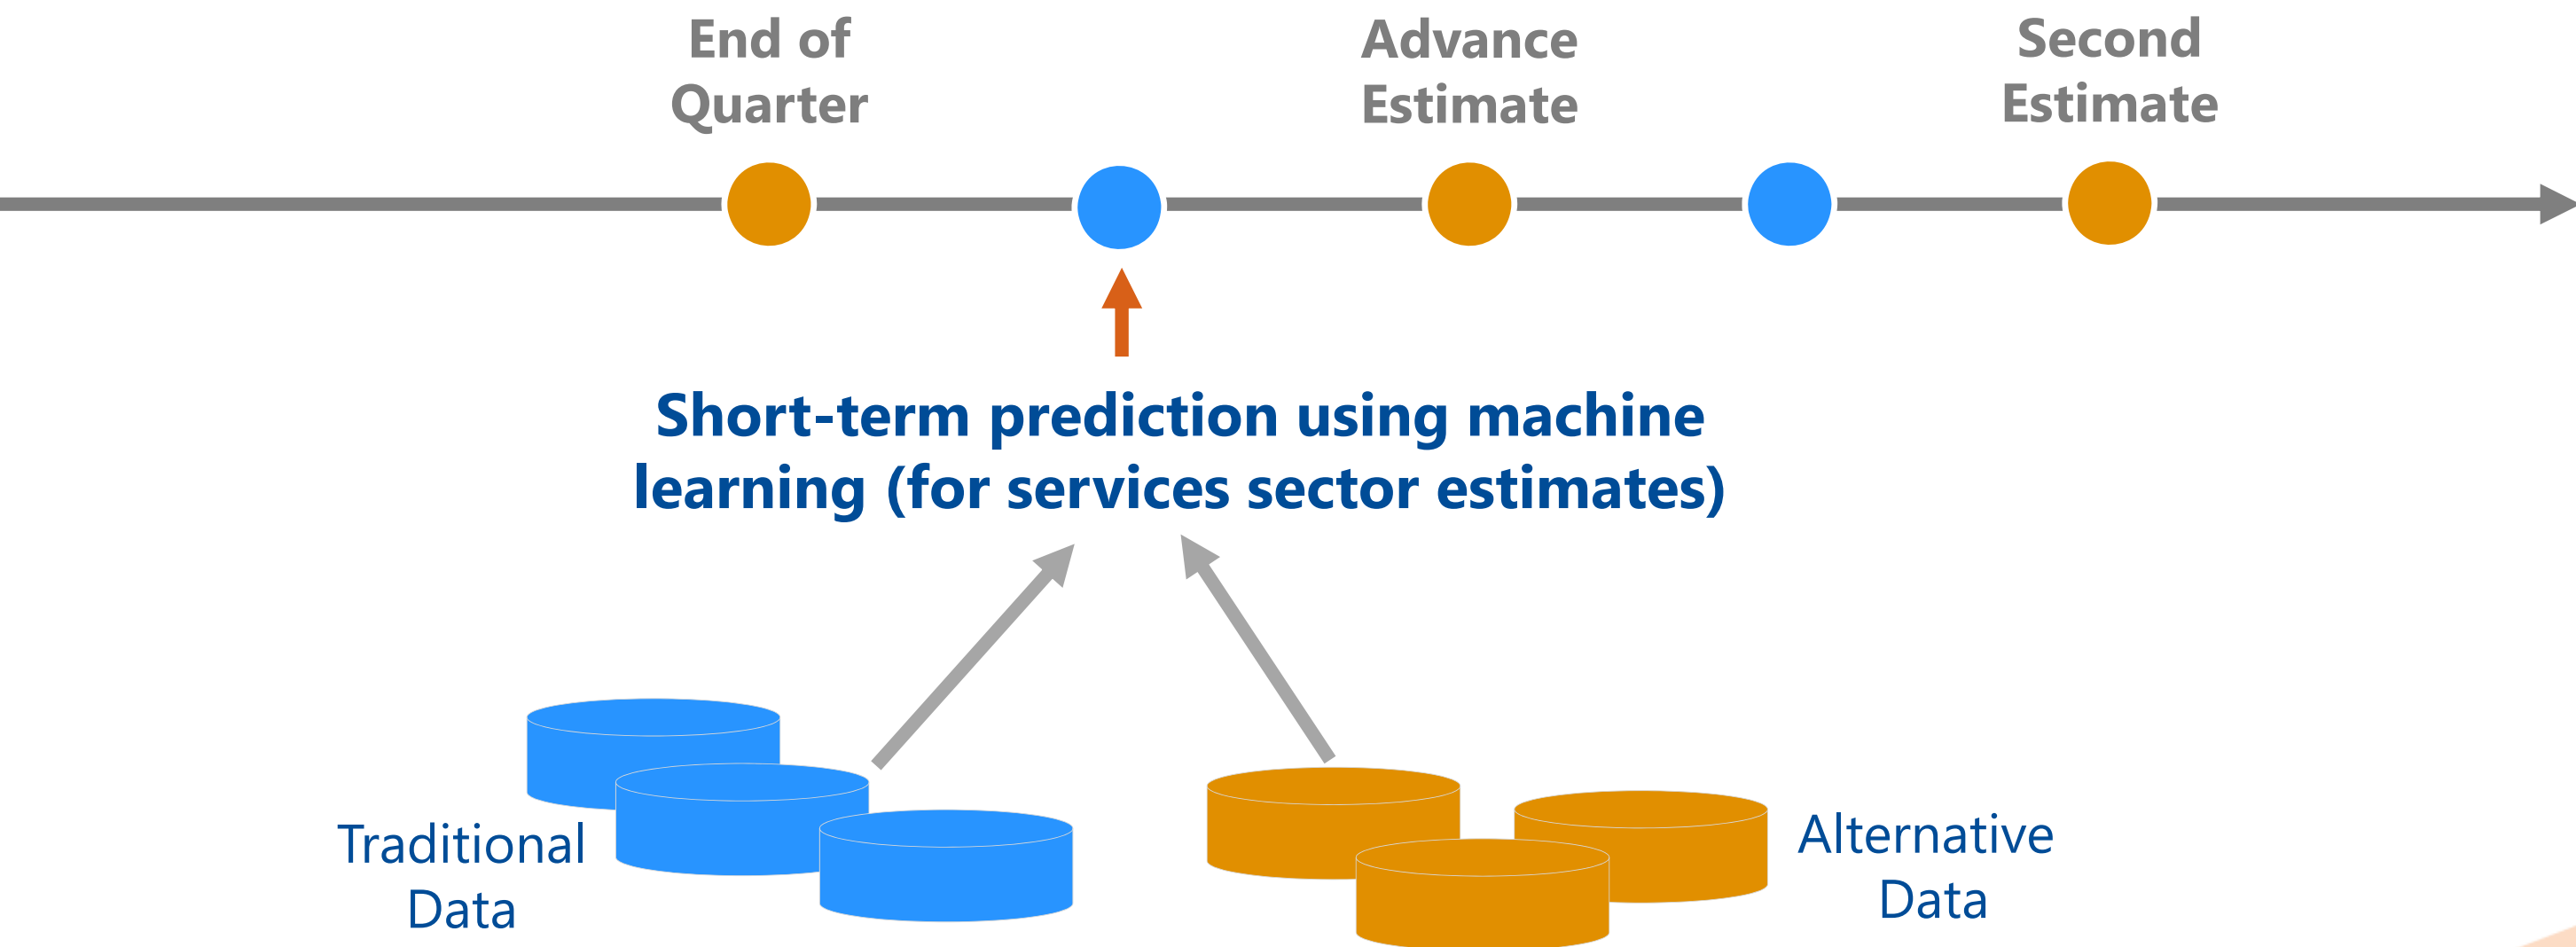 End of
Quarter
Advance
Estimate
Second
Estimate
Short-term prediction using machine
learning (for services sector estimates)
Traditional
Data
Alternative
Data